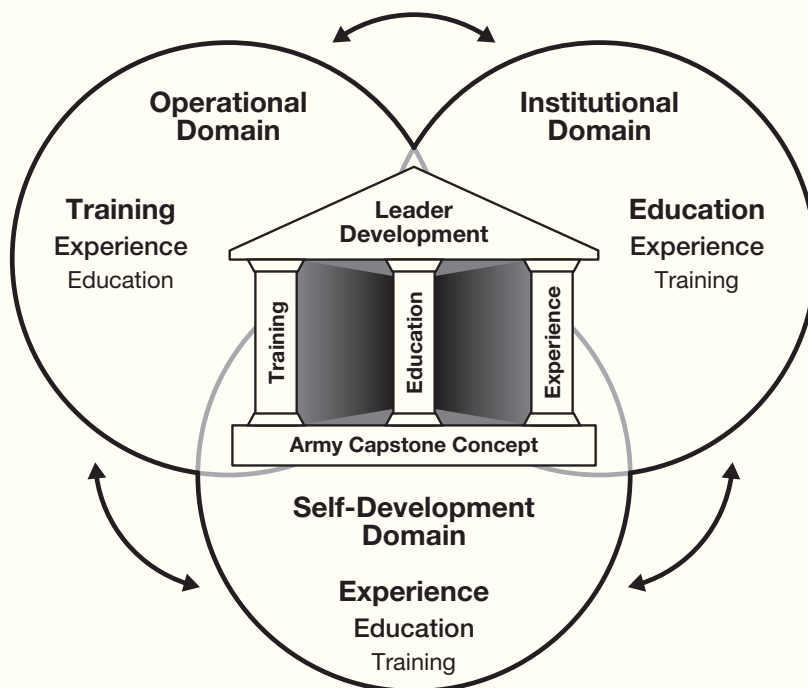 Operational
Domain
Institutional
Domain
Training
Experience
Education
Education
Experience
Training
Leader
Development
Training
Education
Experience
Army Capstone Concept
Self-Development
Domain
Experience
Education
Training